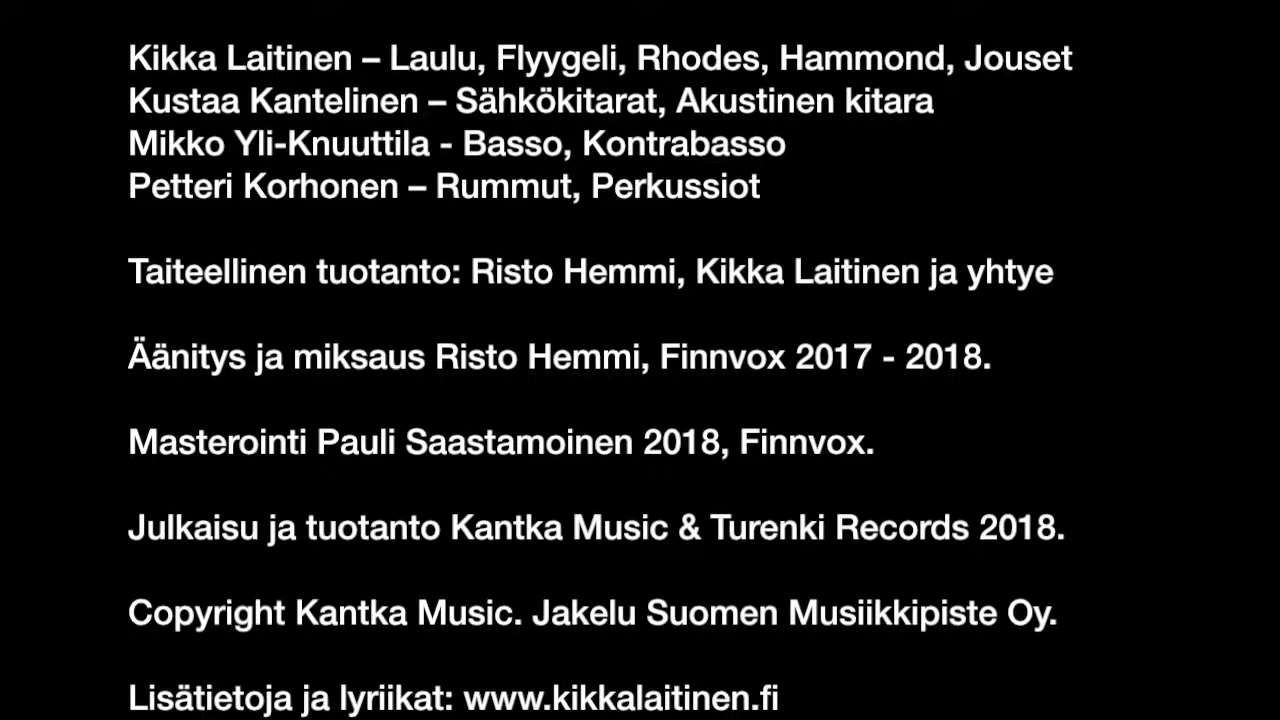 Kikka Laitinen – Laulu, Flyygeli, Rhodes, Hammond, Jouset
Kustaa Kantelinen – Sähkökitarat, Akustinen kitara
Mikko Yli-Knuuttila - Basso, Kontrabasso
Petteri Korhonen – Rummut, Perkussiot
Taiteellinen tuotanto: Risto Hemmi, Kikka Laitinen ja yhtye
Äänitys ja miksaus Risto Hemmi, Finnvox 2017 - 2018.
Masterointi Pauli Saastamoinen 2018, Finnvox.
Julkaisu ja tuotanto Kantka Music & Turenki Records 2018.
Copyright Kantka Music. Jakelu Suomen Musiikkipiste Oy.
Lisätietoja ja lyriikat: www.kikkalaitinen.fi